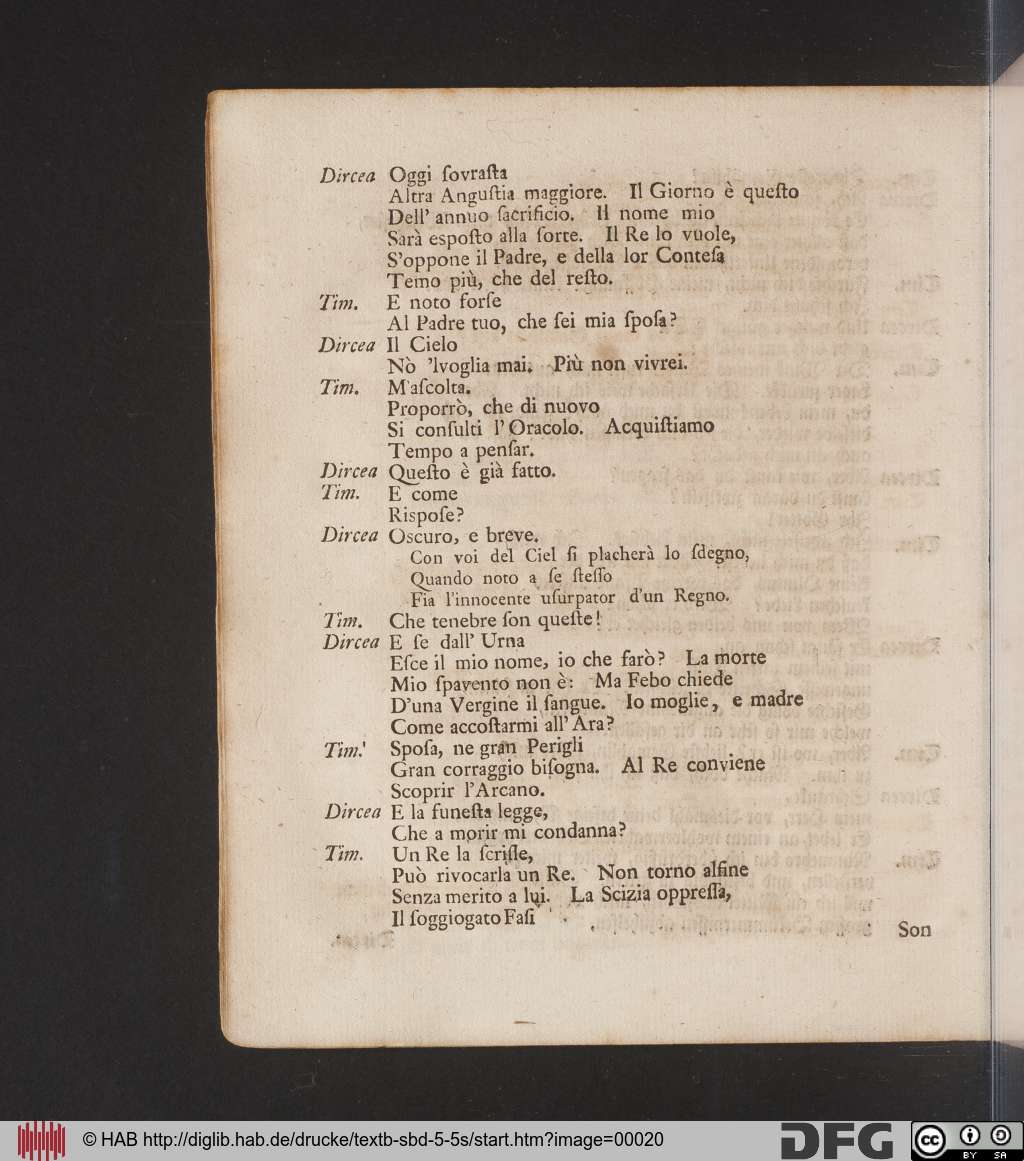 Dircea Oggi ſovraſta
Altra Anguſtia maggiore. Il Giorno è queſto
Dell' annuo ſacrificio. Il nome mio
Sarà eſpoſto alla ſorte. Il Re lo vuole,
S'oppone il Padre, e della lor Conteſa
Temo più, che del reſto.
Tim. E noto forſe
Al Padre tuo, che ſei mia ſpoſa?
Dircea Il Cielo
Nò 'lvoglia mai. Più non vivrei.
Tim. M'aſcolta.
Proporrò, che di nuovo
Si conſulti l'Oracolo. Acquiſtiamo
Tempo a penſar.
Dircea Queſto è già fatto.
Tim. E come
Riſpoſe?
Dircea Oscuro, e breve.
Con voi del Ciel ſi placherà lo ſdegno,
Quando noto a ſe ſteſſo
Fia l'innocente uſurpator d'un Regno.
Tim. Che tenebre ſon queſte!
Dircea E ſe dall' Urna
Eſce il mio nome, io che farò? La morte
Mio ſpavento non è: Ma Febo chiede
D'una Vergine il ſangue. Io moglie, e madre
Come accoſtarmi all' Ara?
Tim. Spoſa, ne gran Perigli
Gran corraggio biſogna. Al Re conviene
Scoprir l'Arcano.
Dircea E la funeſta legge,
Che a morir mi condanna?
Tim. Un Re la ſcriſſe,
Può rivocarla un Re. Non torno alfine
Senza merito a lui. La Scizia oppreſſa,
Il ſoggiogato Faſi
Son
© HAB http://diglib.hab.de/drucke/textb-sbd-5-5s/start.htm?image=00020
DFG
cc BY SA